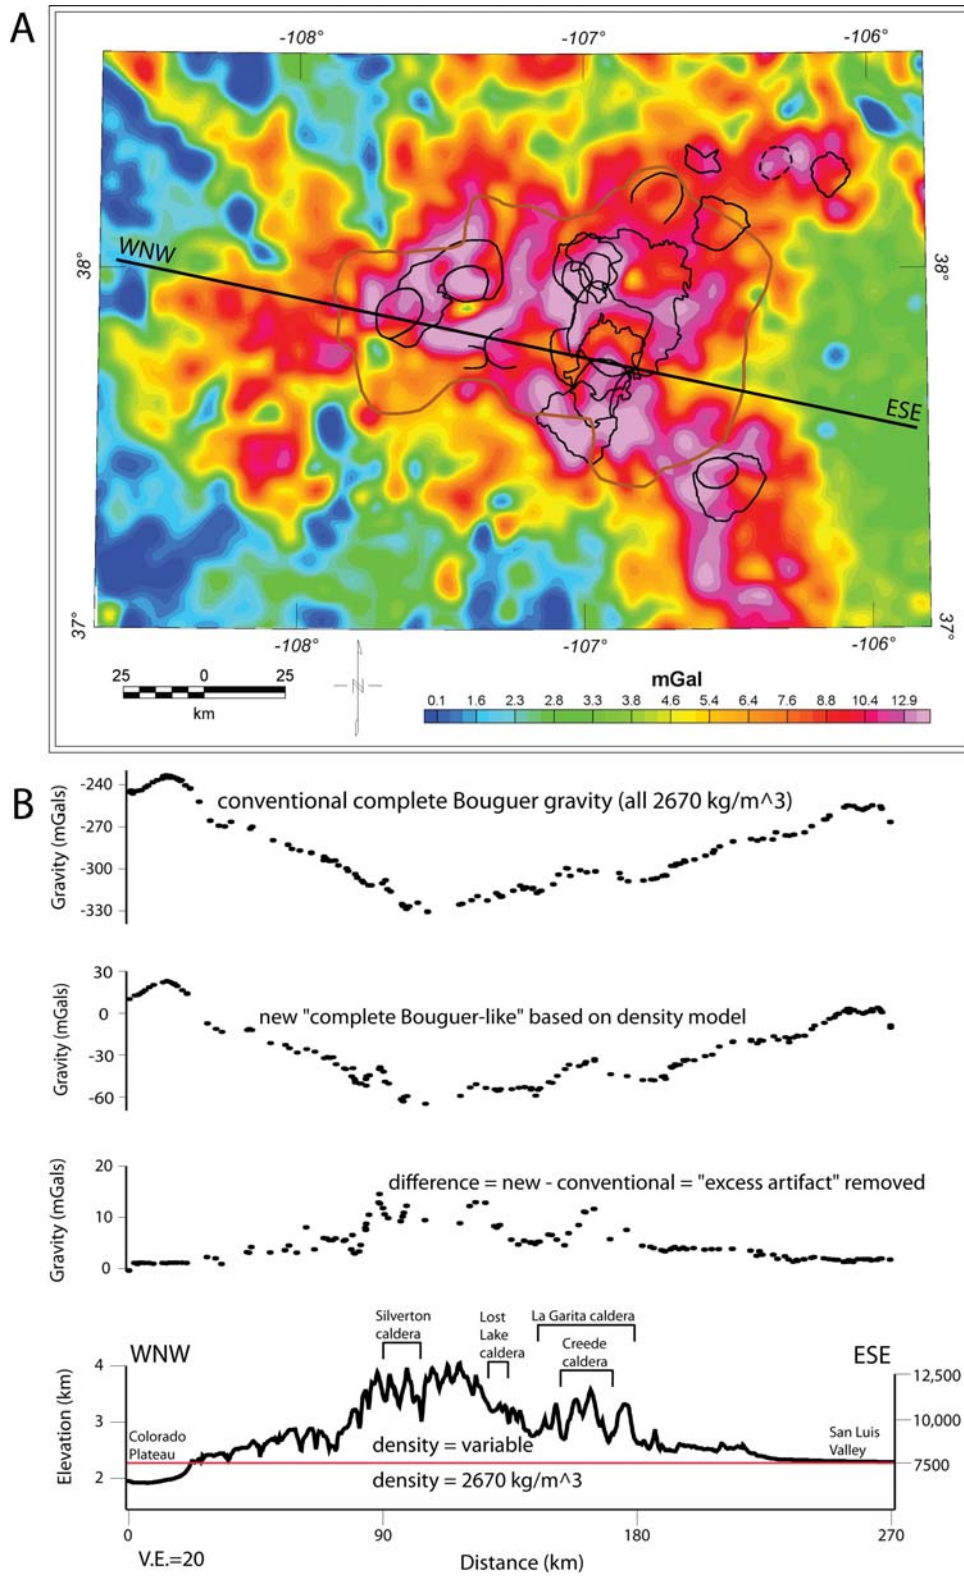 A
-108°
-107°
-106°
WNW
38°
38°
ESE
37°
37°
-108°
-107°
-106°
25 0 25
km
N
mGal
0.1 1.6 2.3 2.8 3.3 3.8 4.6 5.4 6.4 7.6 8.8 10.4 12.9
B
Gravity (mGals)
-240
-270
-300
-330
conventional complete Bouguer gravity (all 2670 kg/m^3)
Gravity (mGals)
30
0
-30
-60
new "complete Bouguer-like" based on density model
Gravity (mGals)
20
10
0
difference = new - conventional = "excess artifact" removed
WNW
Silverton
caldera
Lost
Lake
caldera
La Garita caldera
Creede
caldera
ESE
Elevation (km)
4
3
2
12,500
10,000
7500
Colorado
Plateau
density = variable
San Luis
Valley
density = 2670 kg/m^3
0 90 180 270
V.E.=20
Distance (km)